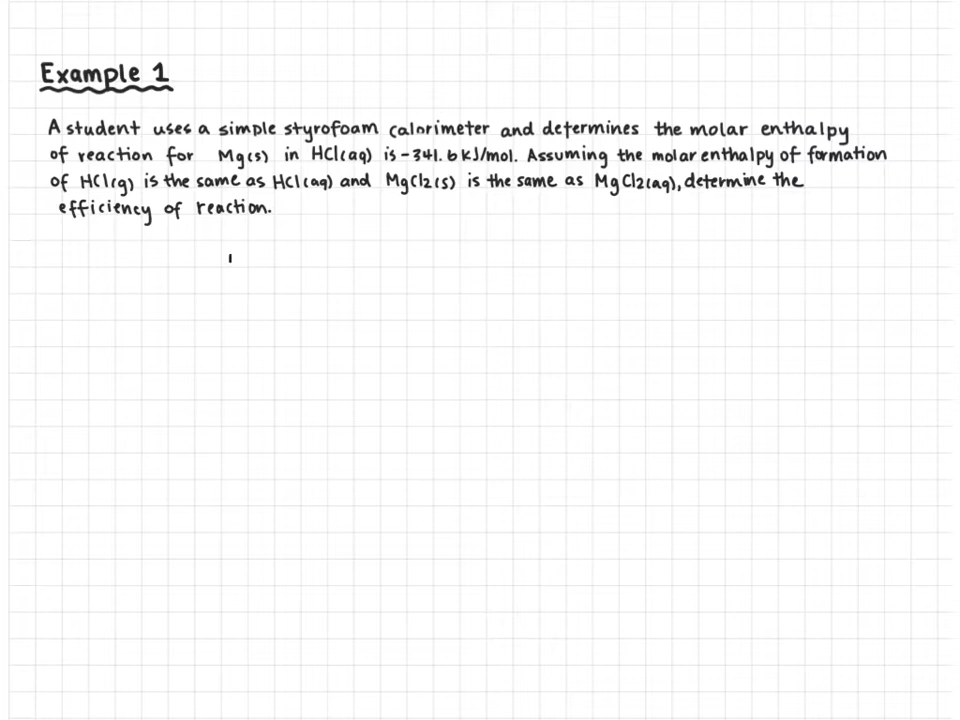 Example 1
A student uses a simple styrofoam calorimeter and determines the molar enthalpy
of reaction for Mg(s) in HCl(aq) is -341.6 kJ/mol. Assuming the molar enthalpy of formation
of HCl(g) is the same as HCl(aq) and MgCl2(s) is the same as MgCl2(aq), determine the
efficiency of reaction.